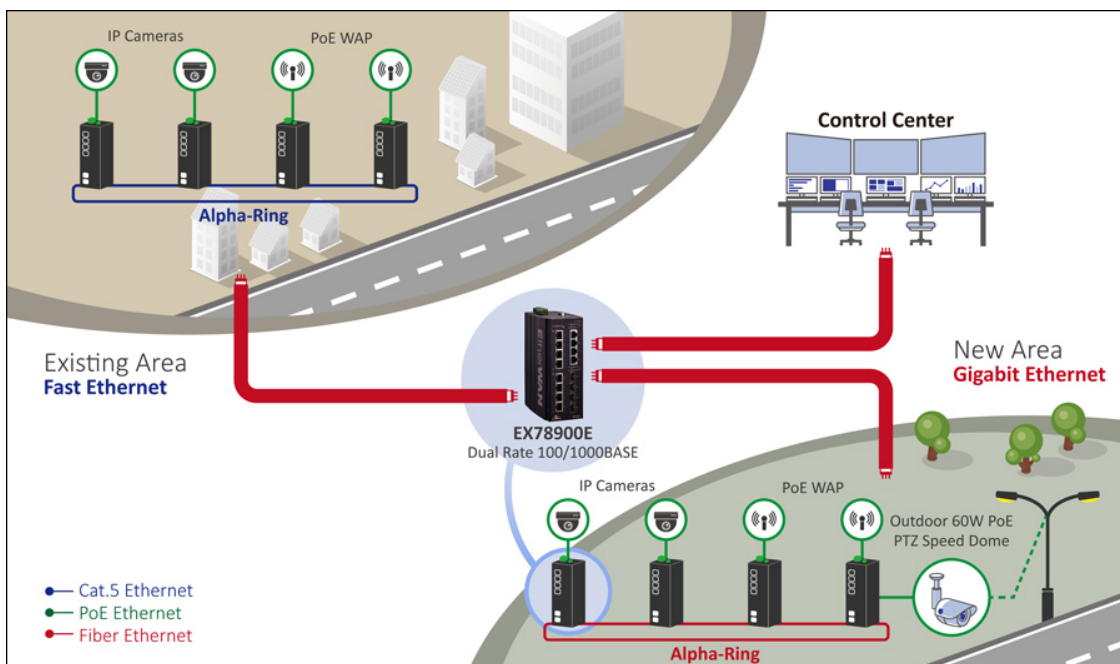 IP Cameras
PoE WAP
Alpha-Ring
Control Center
Existing Area
Fast Ethernet
EtherWAN
EX78900E
Dual Rate 100/1000BASE
New Area
Gigabit Ethernet
IP Cameras
PoE WAP
Outdoor 60W PoE
PTZ Speed Dome
Alpha-Ring
Cat.5 Ethernet
PoE Ethernet
Fiber Ethernet